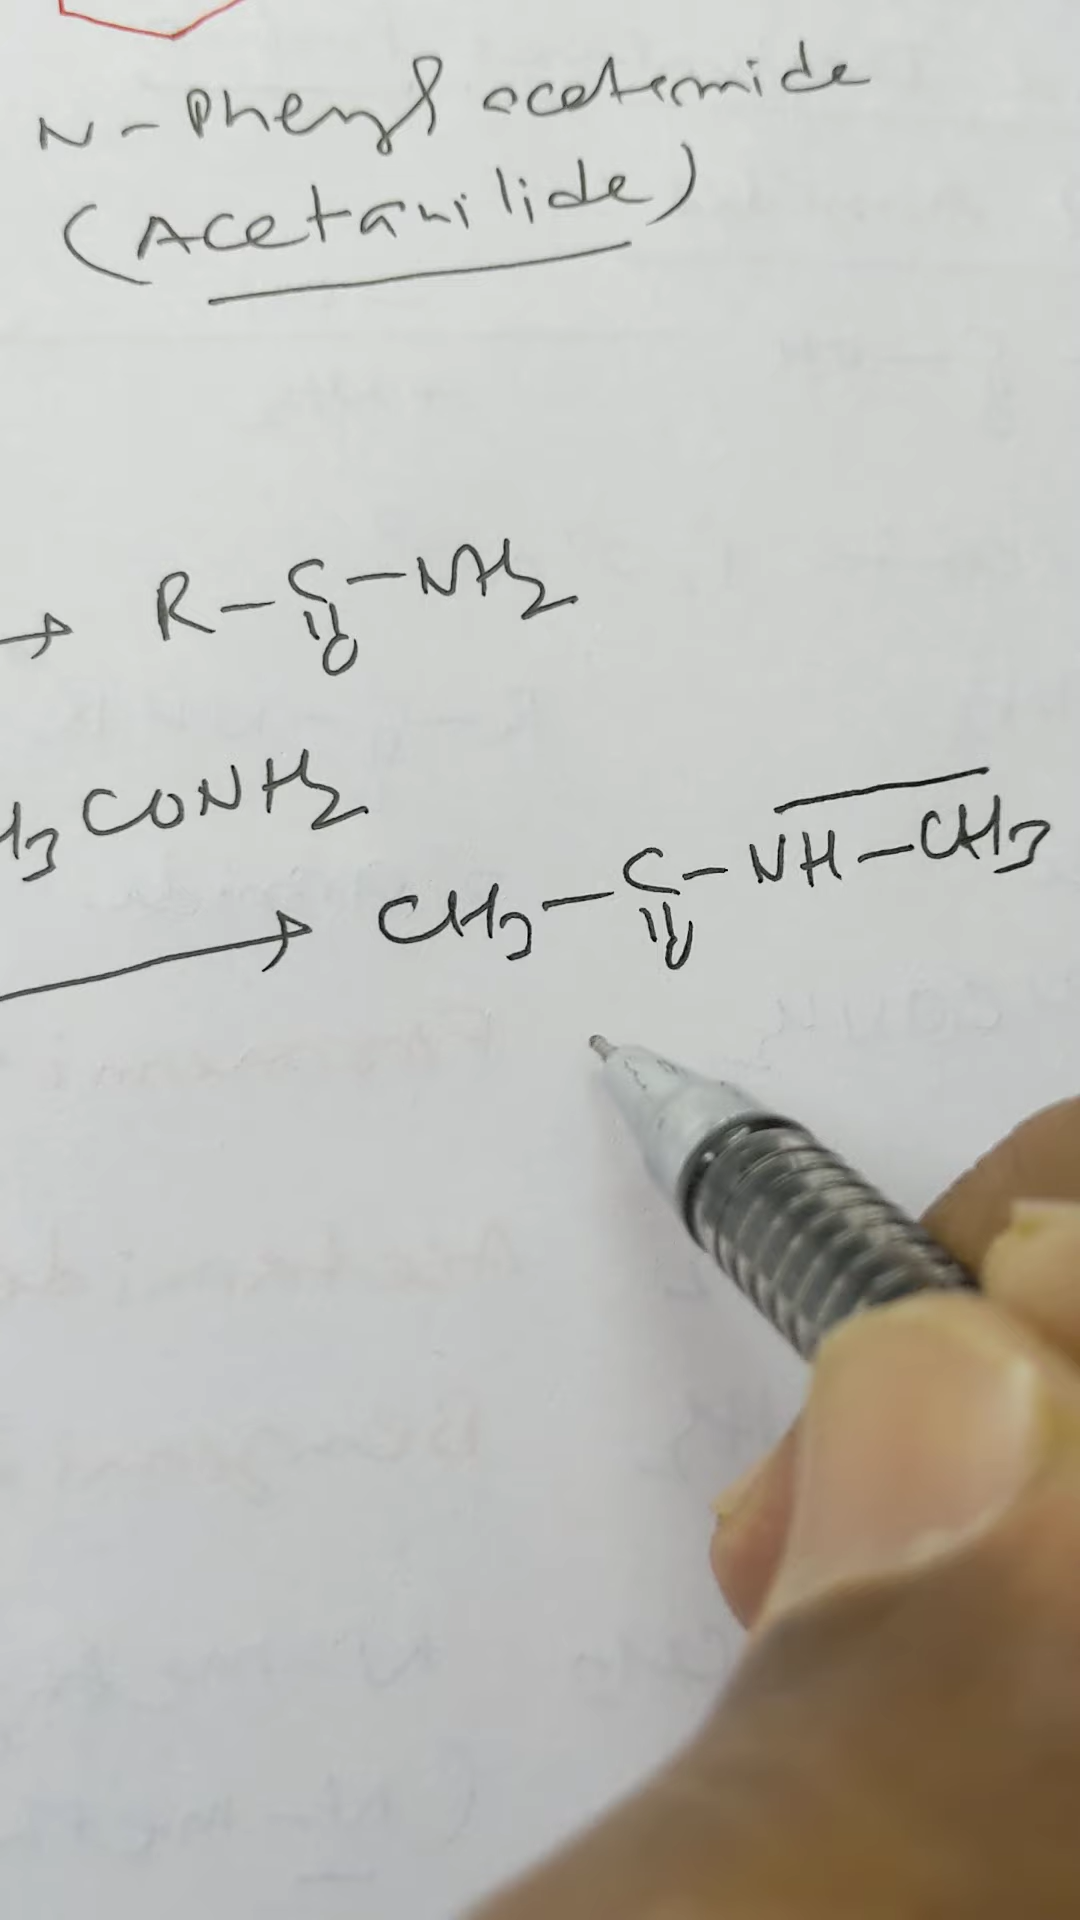 N-Phenyl acetamide
(Acetanilide)
→ R-C-NH2
O
H3CONH2
→ CH3-C-NH-CH3
O